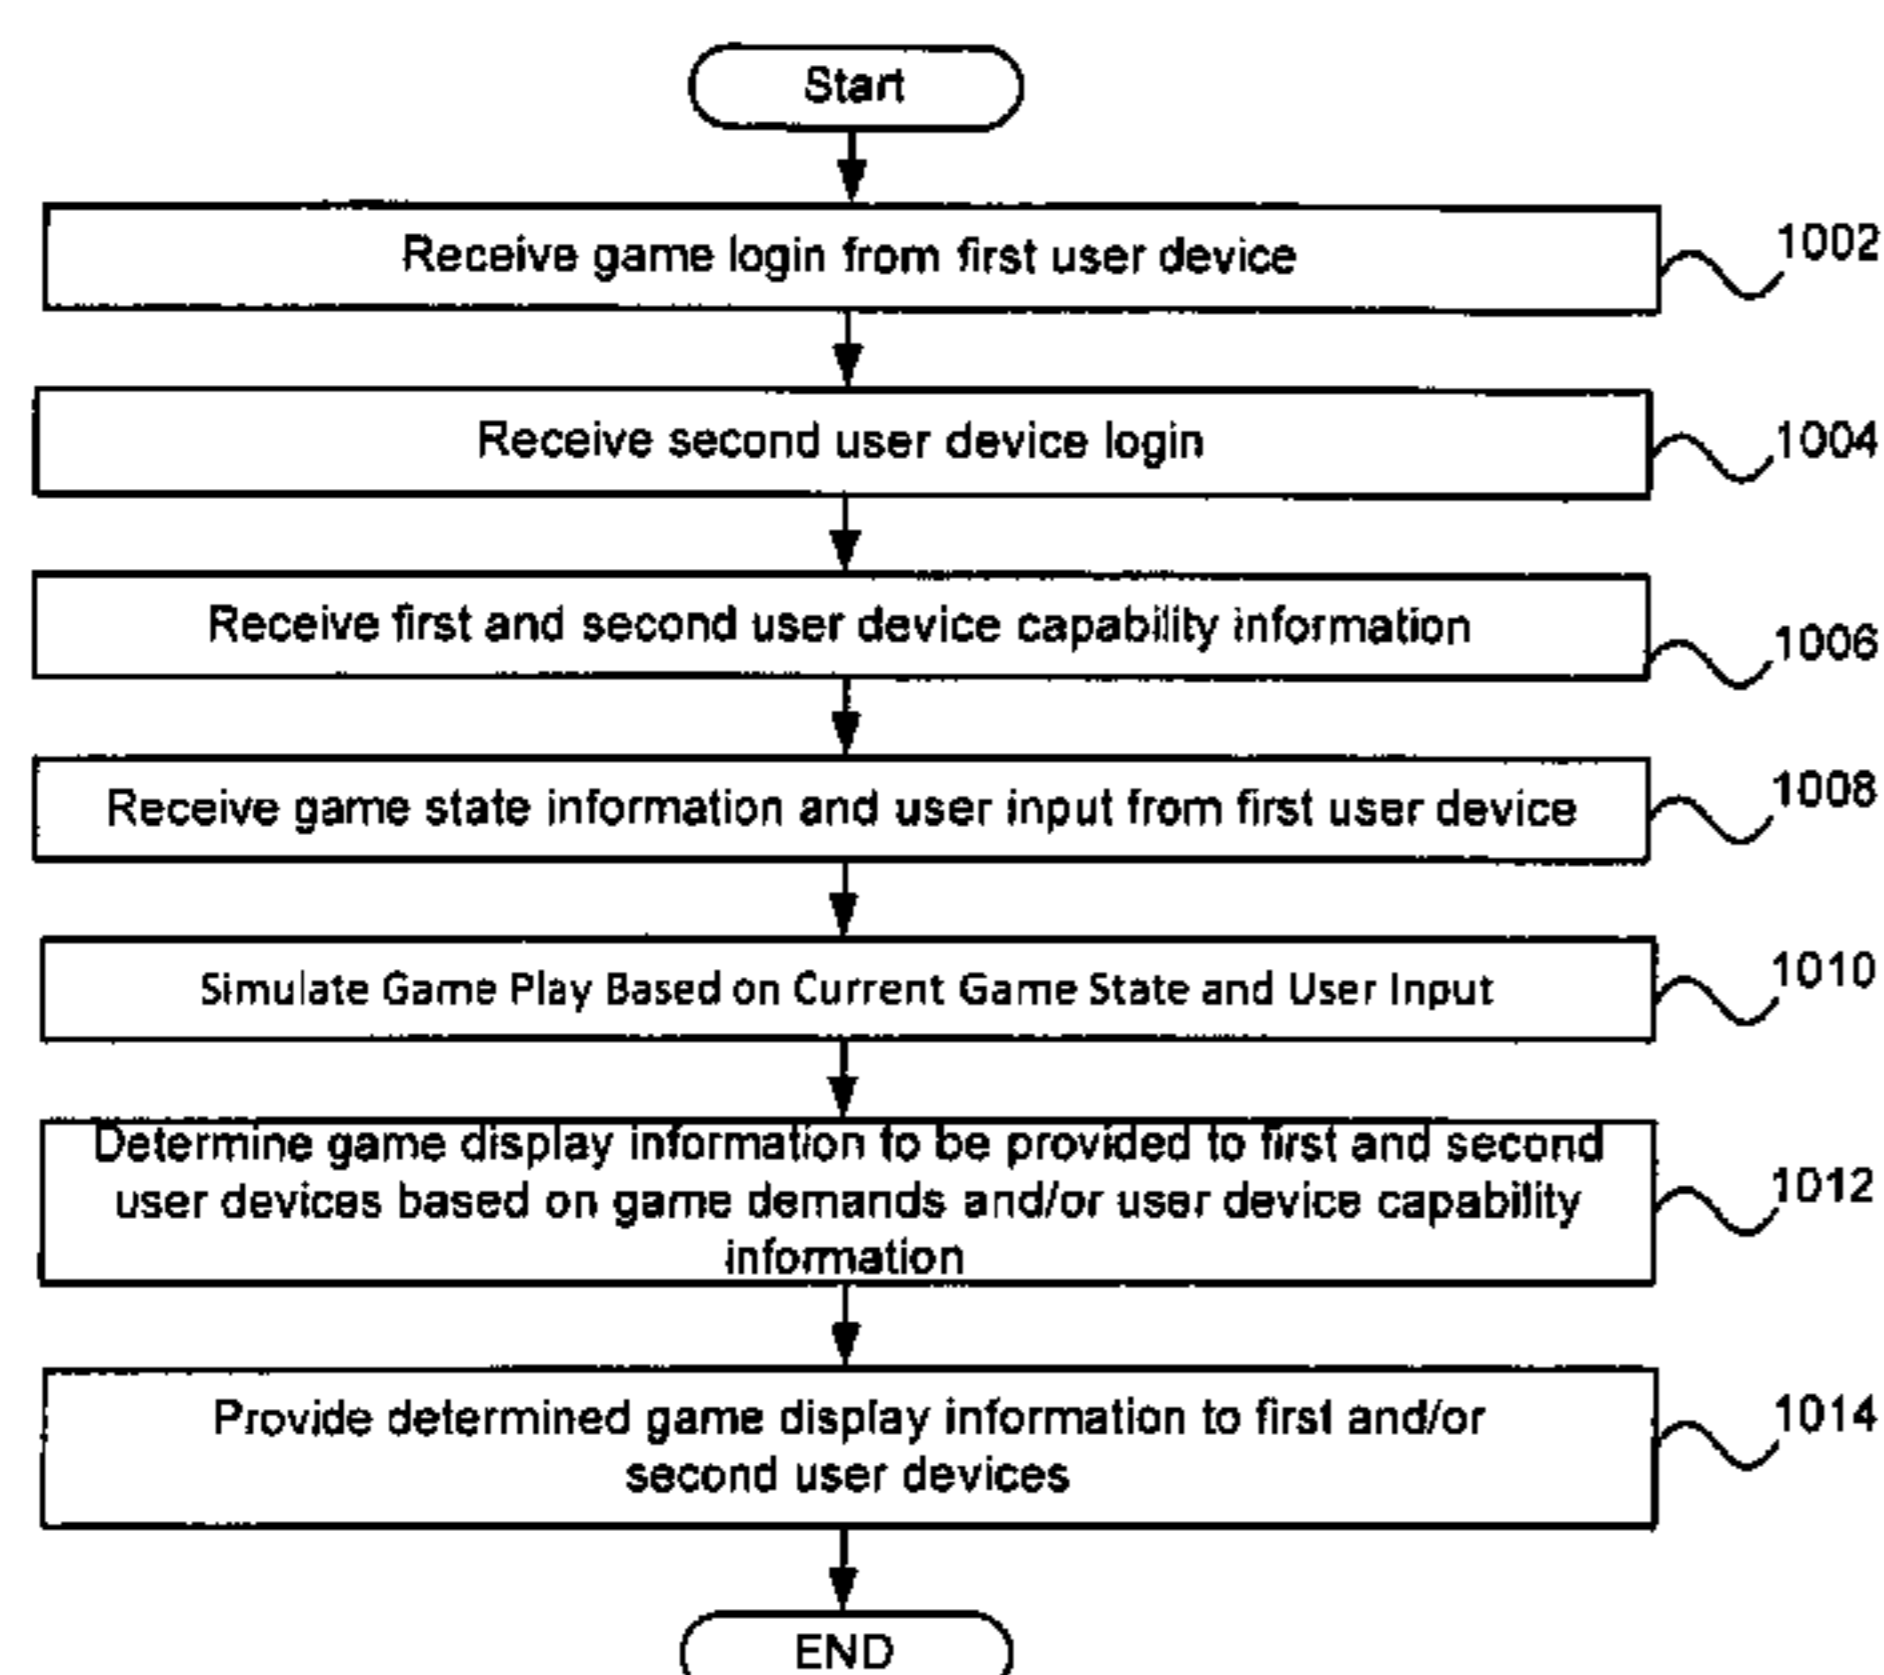 Start
Receive game login from first user device
1002
Receive second user device login
1004
Receive first and second user device capability information
1006
Receive game state information and user input from first user device
1008
Simulate Game Play Based on Current Game State and User Input
1010
Determine game display information to be provided to first and second
user devices based on game demands and/or user device capability
information
1012
Provide determined game display information to first and/or
second user devices
1014
END